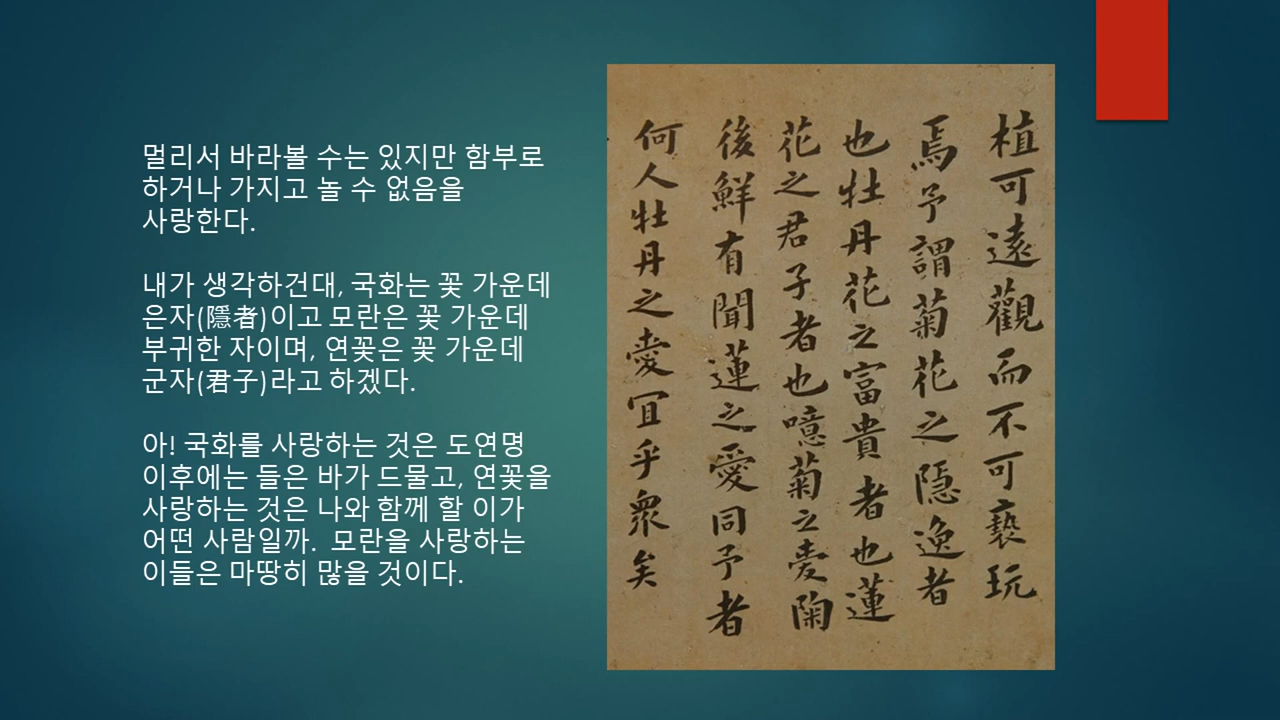 멀리서 바라볼 수는 있지만 함부로
하거나 가지고 놀 수 없음을
사랑한다.
내가 생각하건대, 국화는 꽃 가운데
은자(隱者)이고 모란은 꽃 가운데
부귀한 자이며, 연꽃은 꽃 가운데
군자(君子)라고 하겠다.
아! 국화를 사랑하는 것은 도연명
이후에는 들은 바가 드물고, 연꽃을
사랑하는 것은 나와 함께 할 이가
어떤 사람일까. 모란을 사랑하는
이들은 마땅히 많을 것이다.
植可遠觀而不可褻玩
焉予謂菊花之隱逸者
也牡丹花之富貴者也蓮
花之君子者也噫菊之愛陶
後鮮有聞蓮之愛同予者
何人牡丹之愛宜乎衆矣